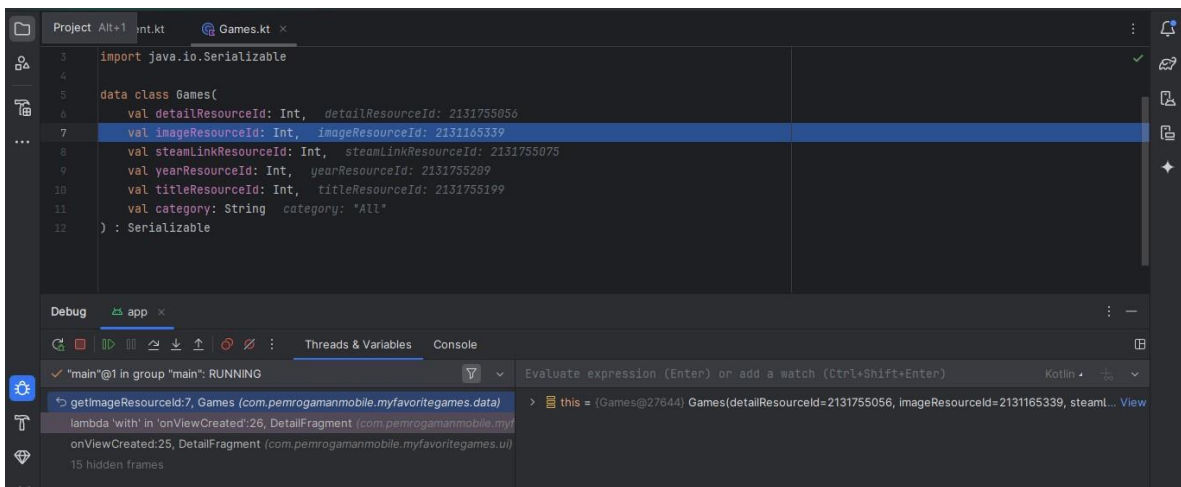 Project Alt+1 ent.kt Games.kt
3 import java.io.Serializable
4
5 data class Games(
6 val detailResourceId: Int, detailResourceId: 2131755056
7 val imageResourceId: Int, imageResourceId: 2131165339
8 val steamLinkResourceId: Int, steamLinkResourceId: 2131755075
9 val yearResourceId: Int, yearResourceId: 2131755209
10 val titleResourceId: Int, titleResourceId: 2131755199
11 val category: String category: "All"
12 ) : Serializable
Debug app
Threads & Variables Console
"main"@1 in group "main": RUNNING
Evaluate expression (Enter) or add a watch (Ctrl+Shift+Enter) Kotlin
getImageResourceId:7, Games (com.pemrogamanmobile.myfavoritegames.data)
this = {Games@27644} Games(detailResourceId=2131755056, imageResourceId=2131165339, steaml... View
lambda 'with' in 'onViewCreated':26, DetailFragment (com.pemrogamanmobile.myf
onViewCreated:25, DetailFragment (com.pemrogamanmobile.myfavoritegames.ui)
15 hidden frames